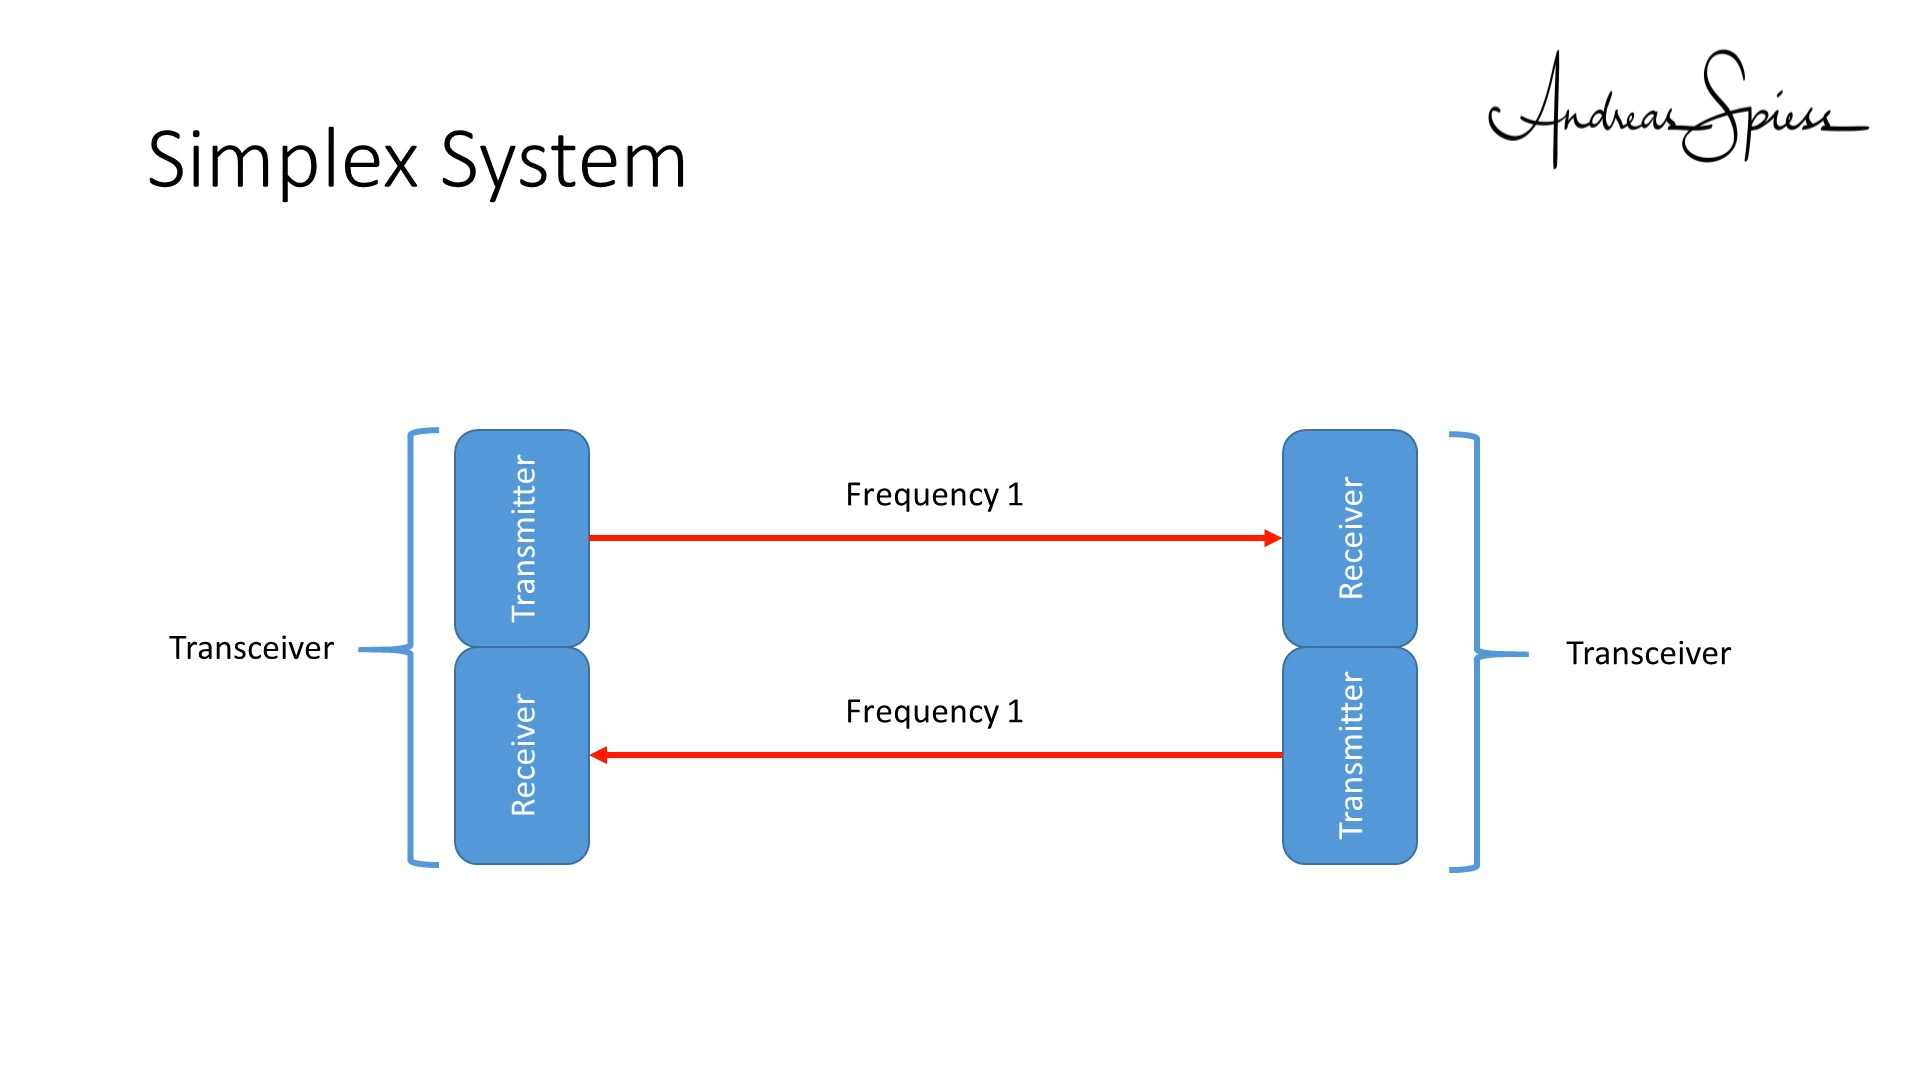 Andreas Spiess
Simplex System
Transmitter
Frequency 1
Receiver
Transceiver
Transceiver
Receiver
Frequency 1
Transmitter